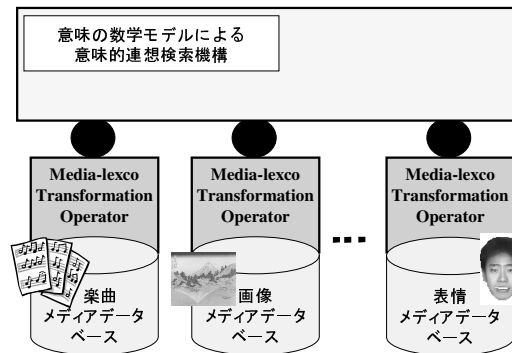 意味の数学モデルによる
意味的連想検索機構
Media-lexco
Transformation
Operator
Media-lexco
Transformation
Operator
Media-lexco
Transformation
Operator
楽曲
メディアデータ
ベース
画像
メディアデータ
ベース
表情
メディアデータ
ベース